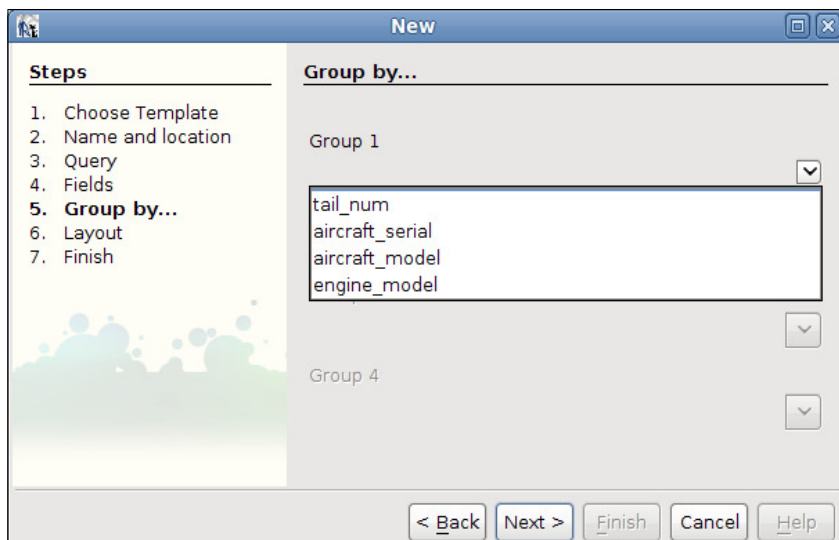 New
Steps
1. Choose Template
2. Name and location
3. Query
4. Fields
5. Group by...
6. Layout
7. Finish
Group by...
Group 1
tail_num
aircraft_serial
aircraft_model
engine_model
Group 4
< Back
Next >
Finish
Cancel
Help